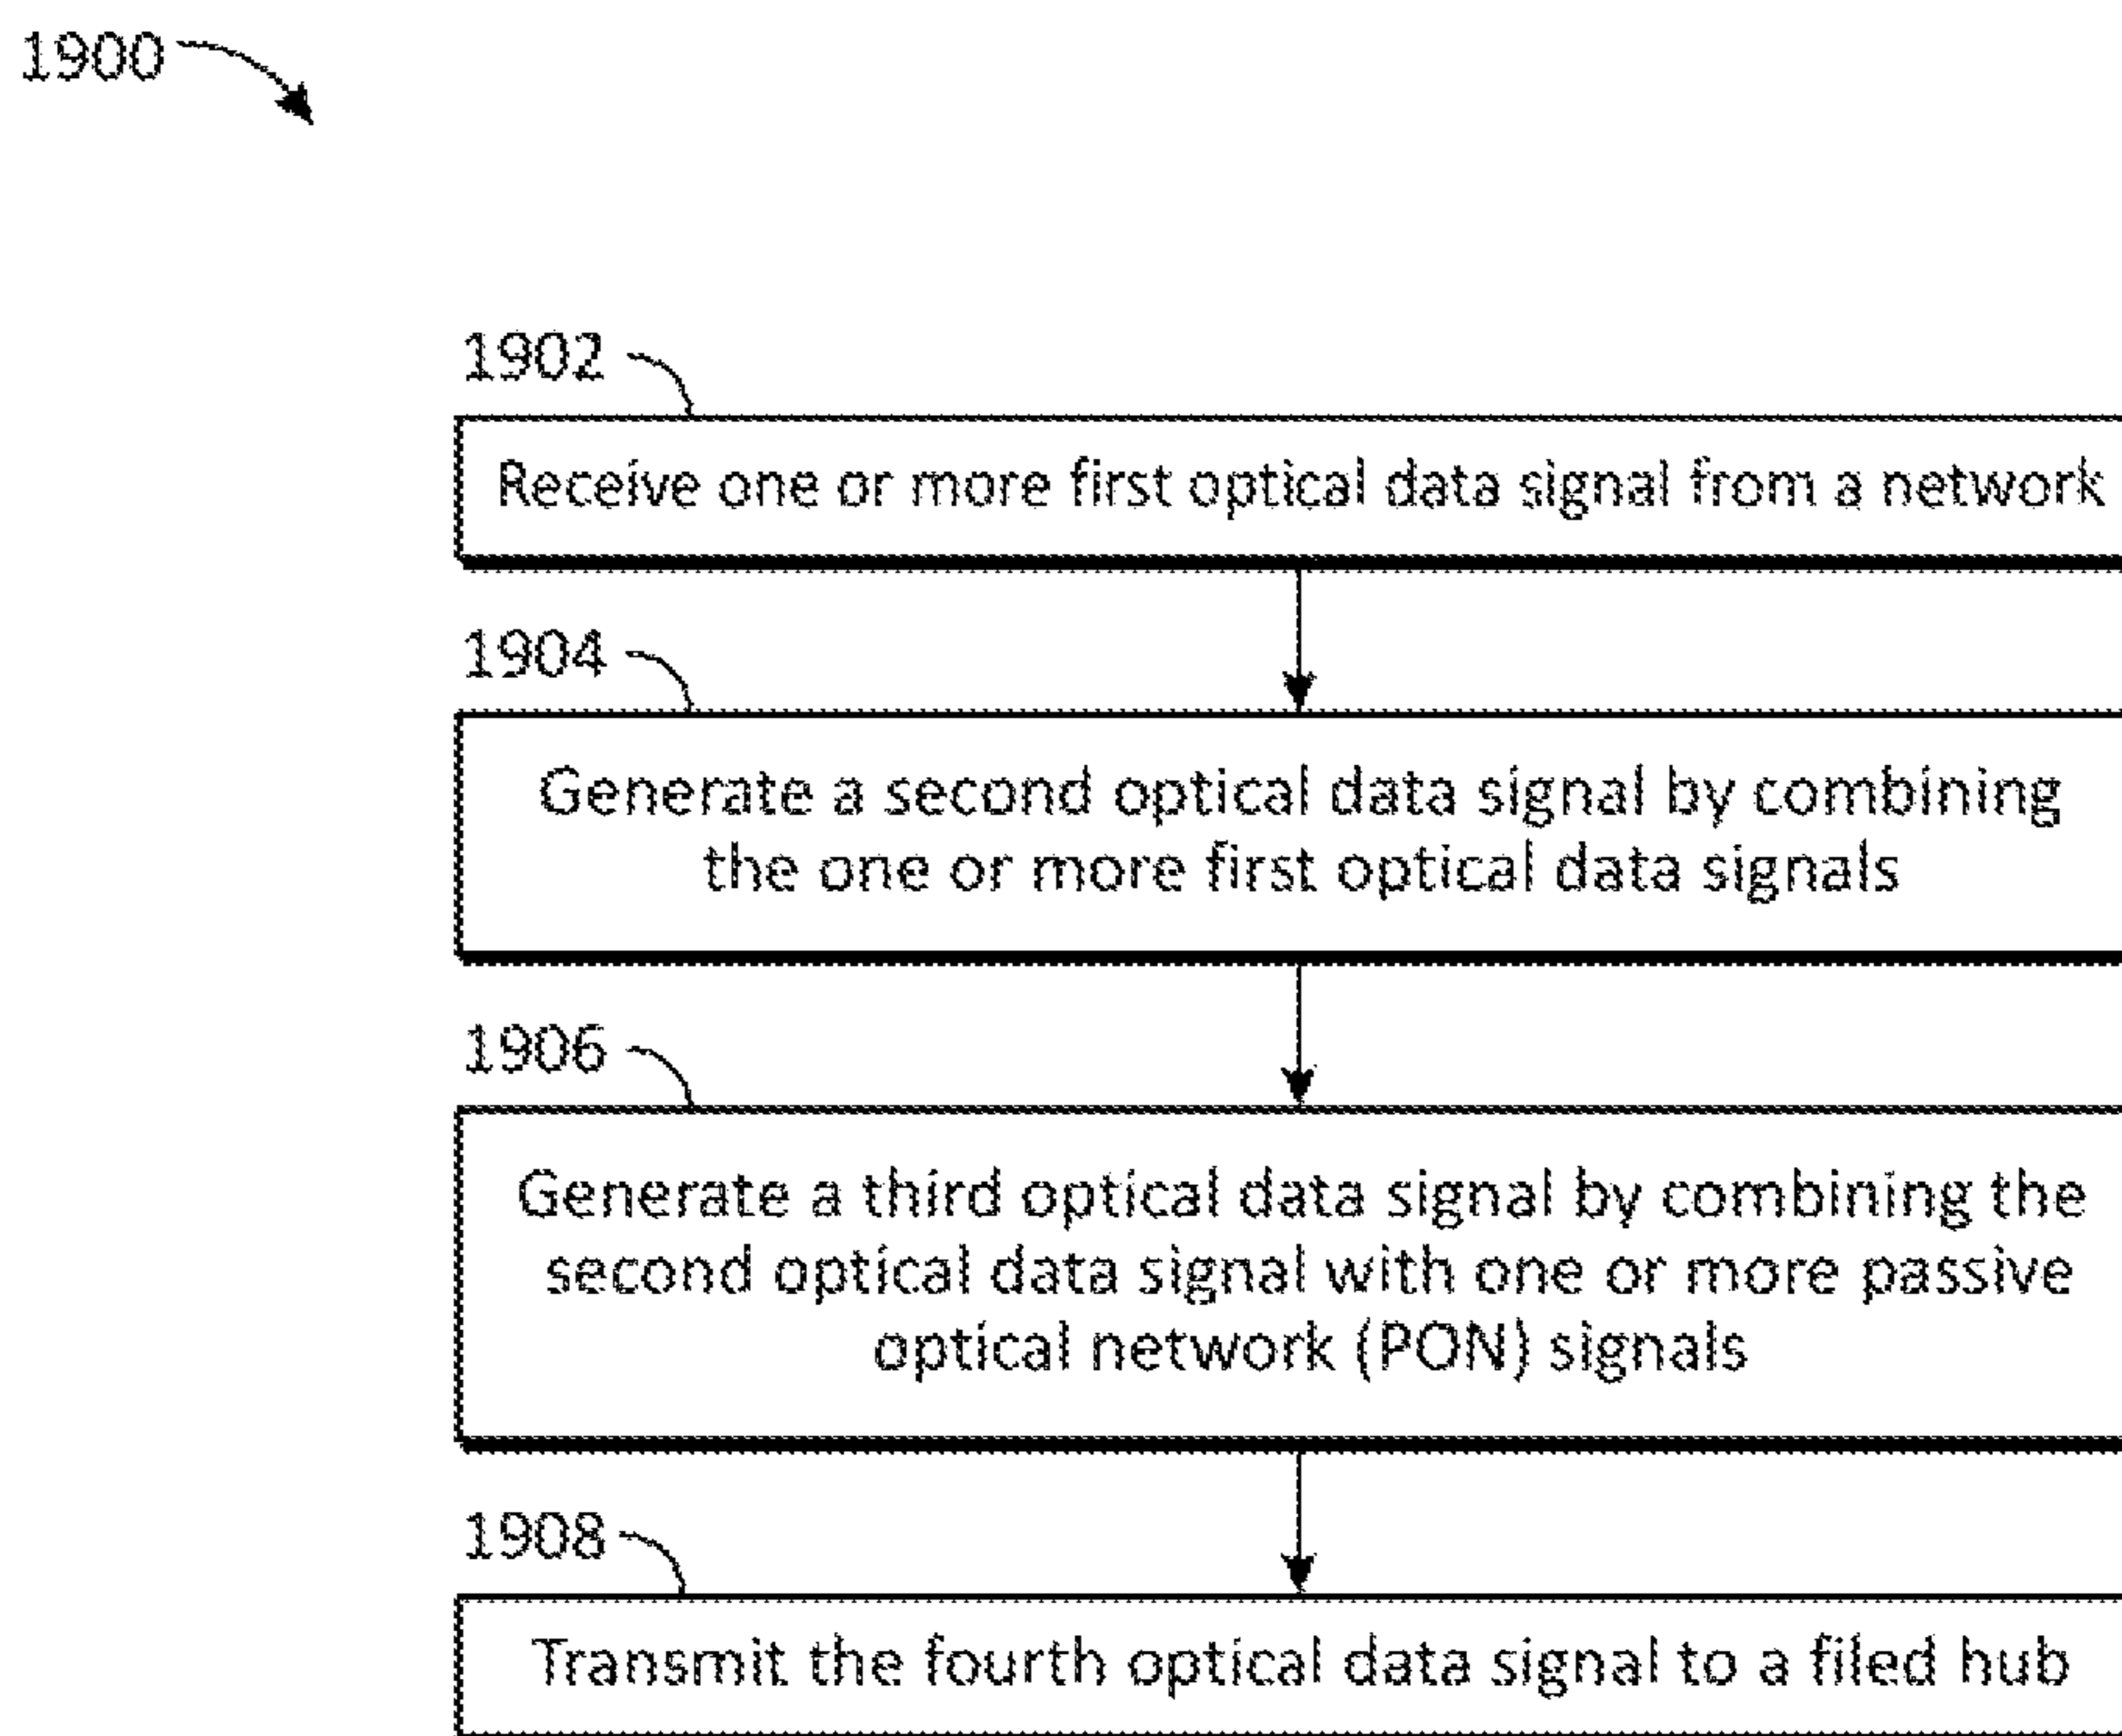 1900
1902
Receive one or more first optical data signal from a network
1904
Generate a second optical data signal by combining
the one or more first optical data signals
1906
Generate a third optical data signal by combining the
second optical data signal with one or more passive
optical network (PON) signals
1908
Transmit the fourth optical data signal to a filed hub